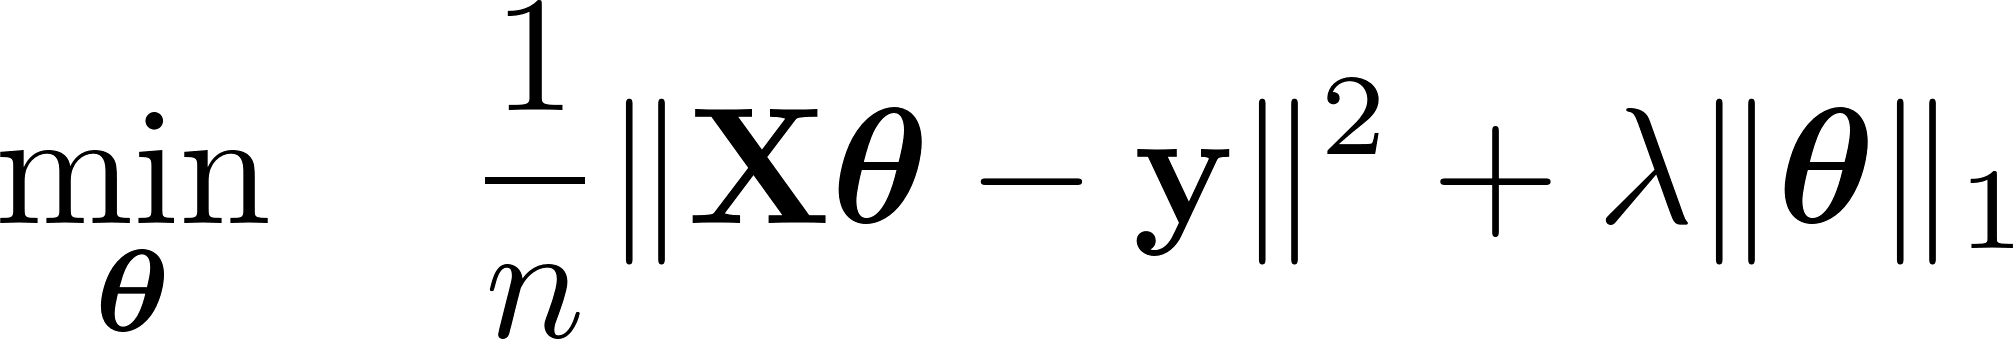 min_𝜽 1/n ‖𝐗𝜽 − 𝐲‖² + λ‖𝜽‖₁